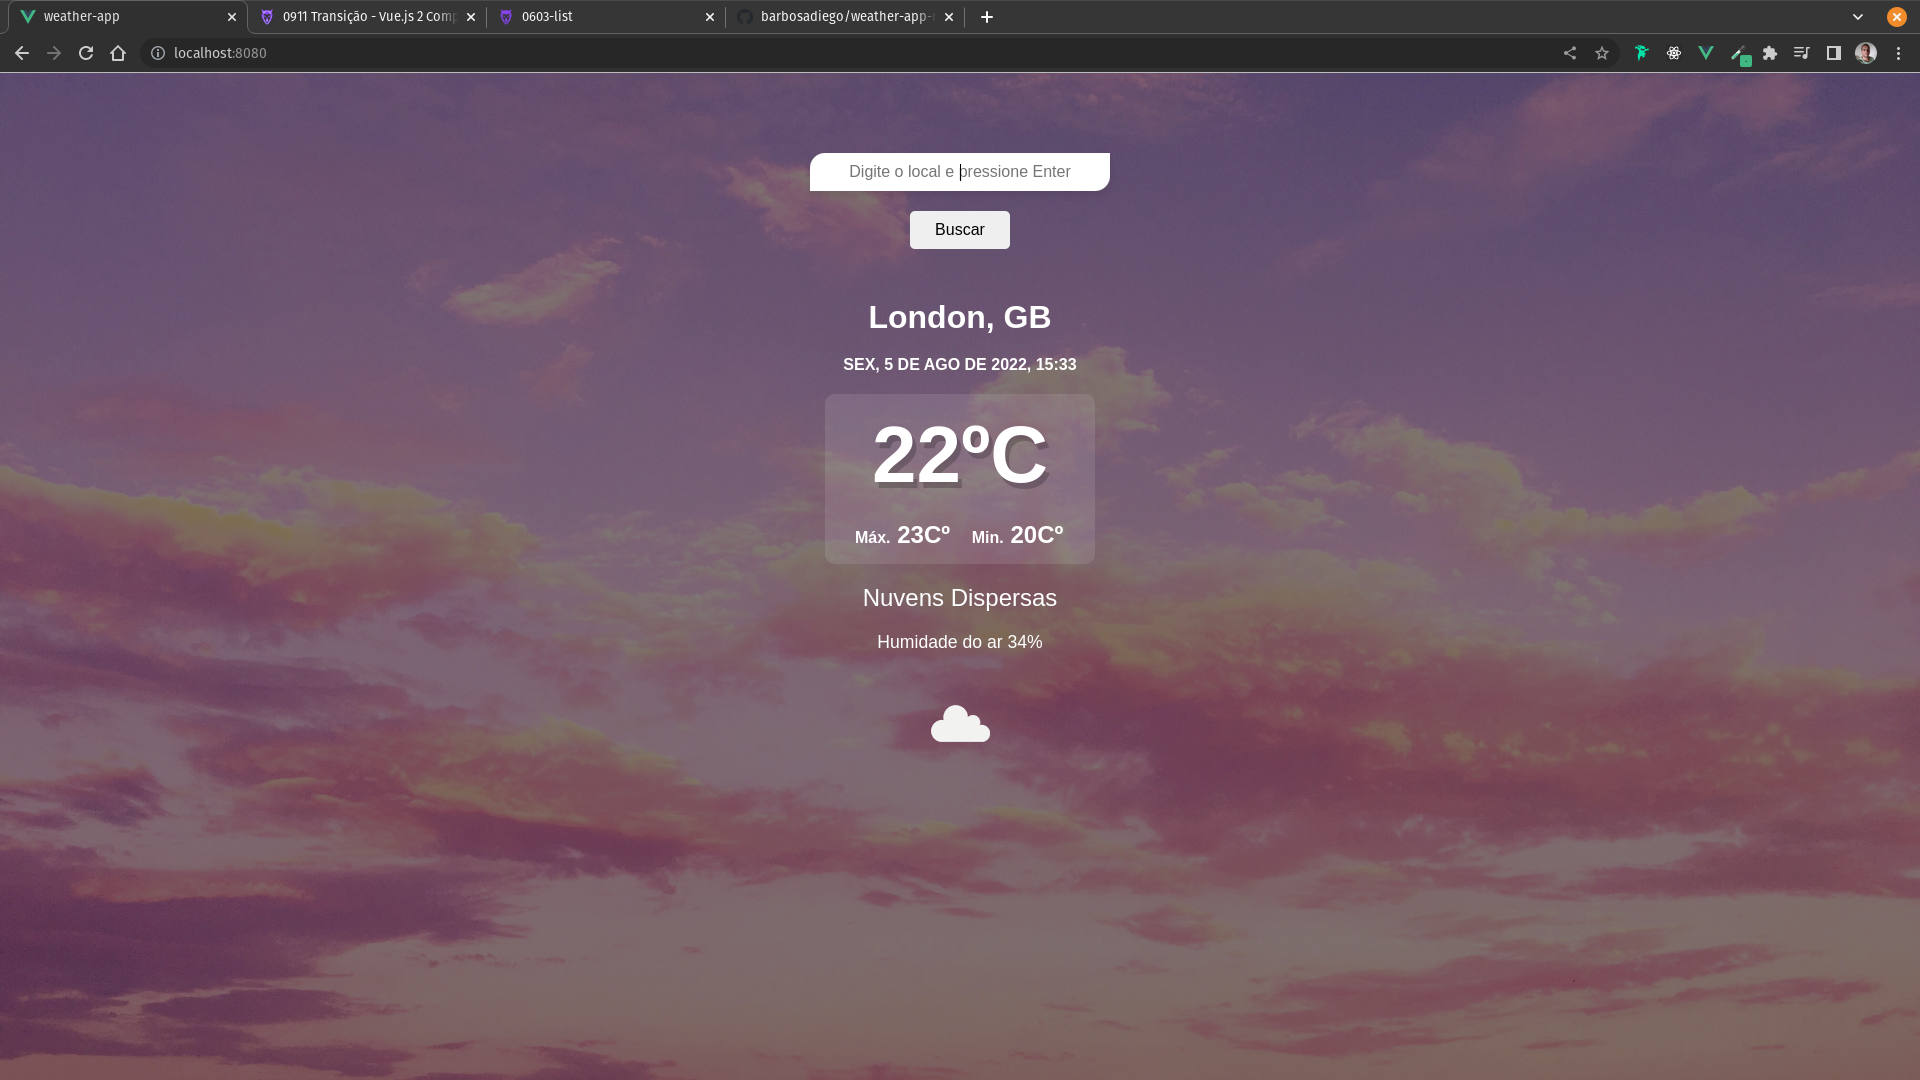 weather-app
0911 Transição - Vue.js 2 Comp
0603-list
barbosadiego/weather-app-
localhost:8080
Digite o local e pressione Enter
Buscar
London, GB
SEX, 5 DE AGO DE 2022, 15:33
22ºC
Máx. 23Cº Min. 20Cº
Nuvens Dispersas
Humidade do ar 34%